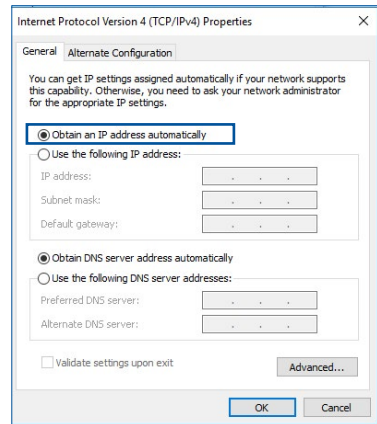 Internet Protocol Version 4 (TCP/IPv4) Properties
General Alternate Configuration
You can get IP settings assigned automatically if your network supports
this capability. Otherwise, you need to ask your network administrator
for the appropriate IP settings.
Obtain an IP address automatically
Use the following IP address:
IP address:
Subnet mask:
Default gateway:
Obtain DNS server address automatically
Use the following DNS server addresses:
Preferred DNS server:
Alternate DNS server:
Validate settings upon exit
Advanced...
OK Cancel